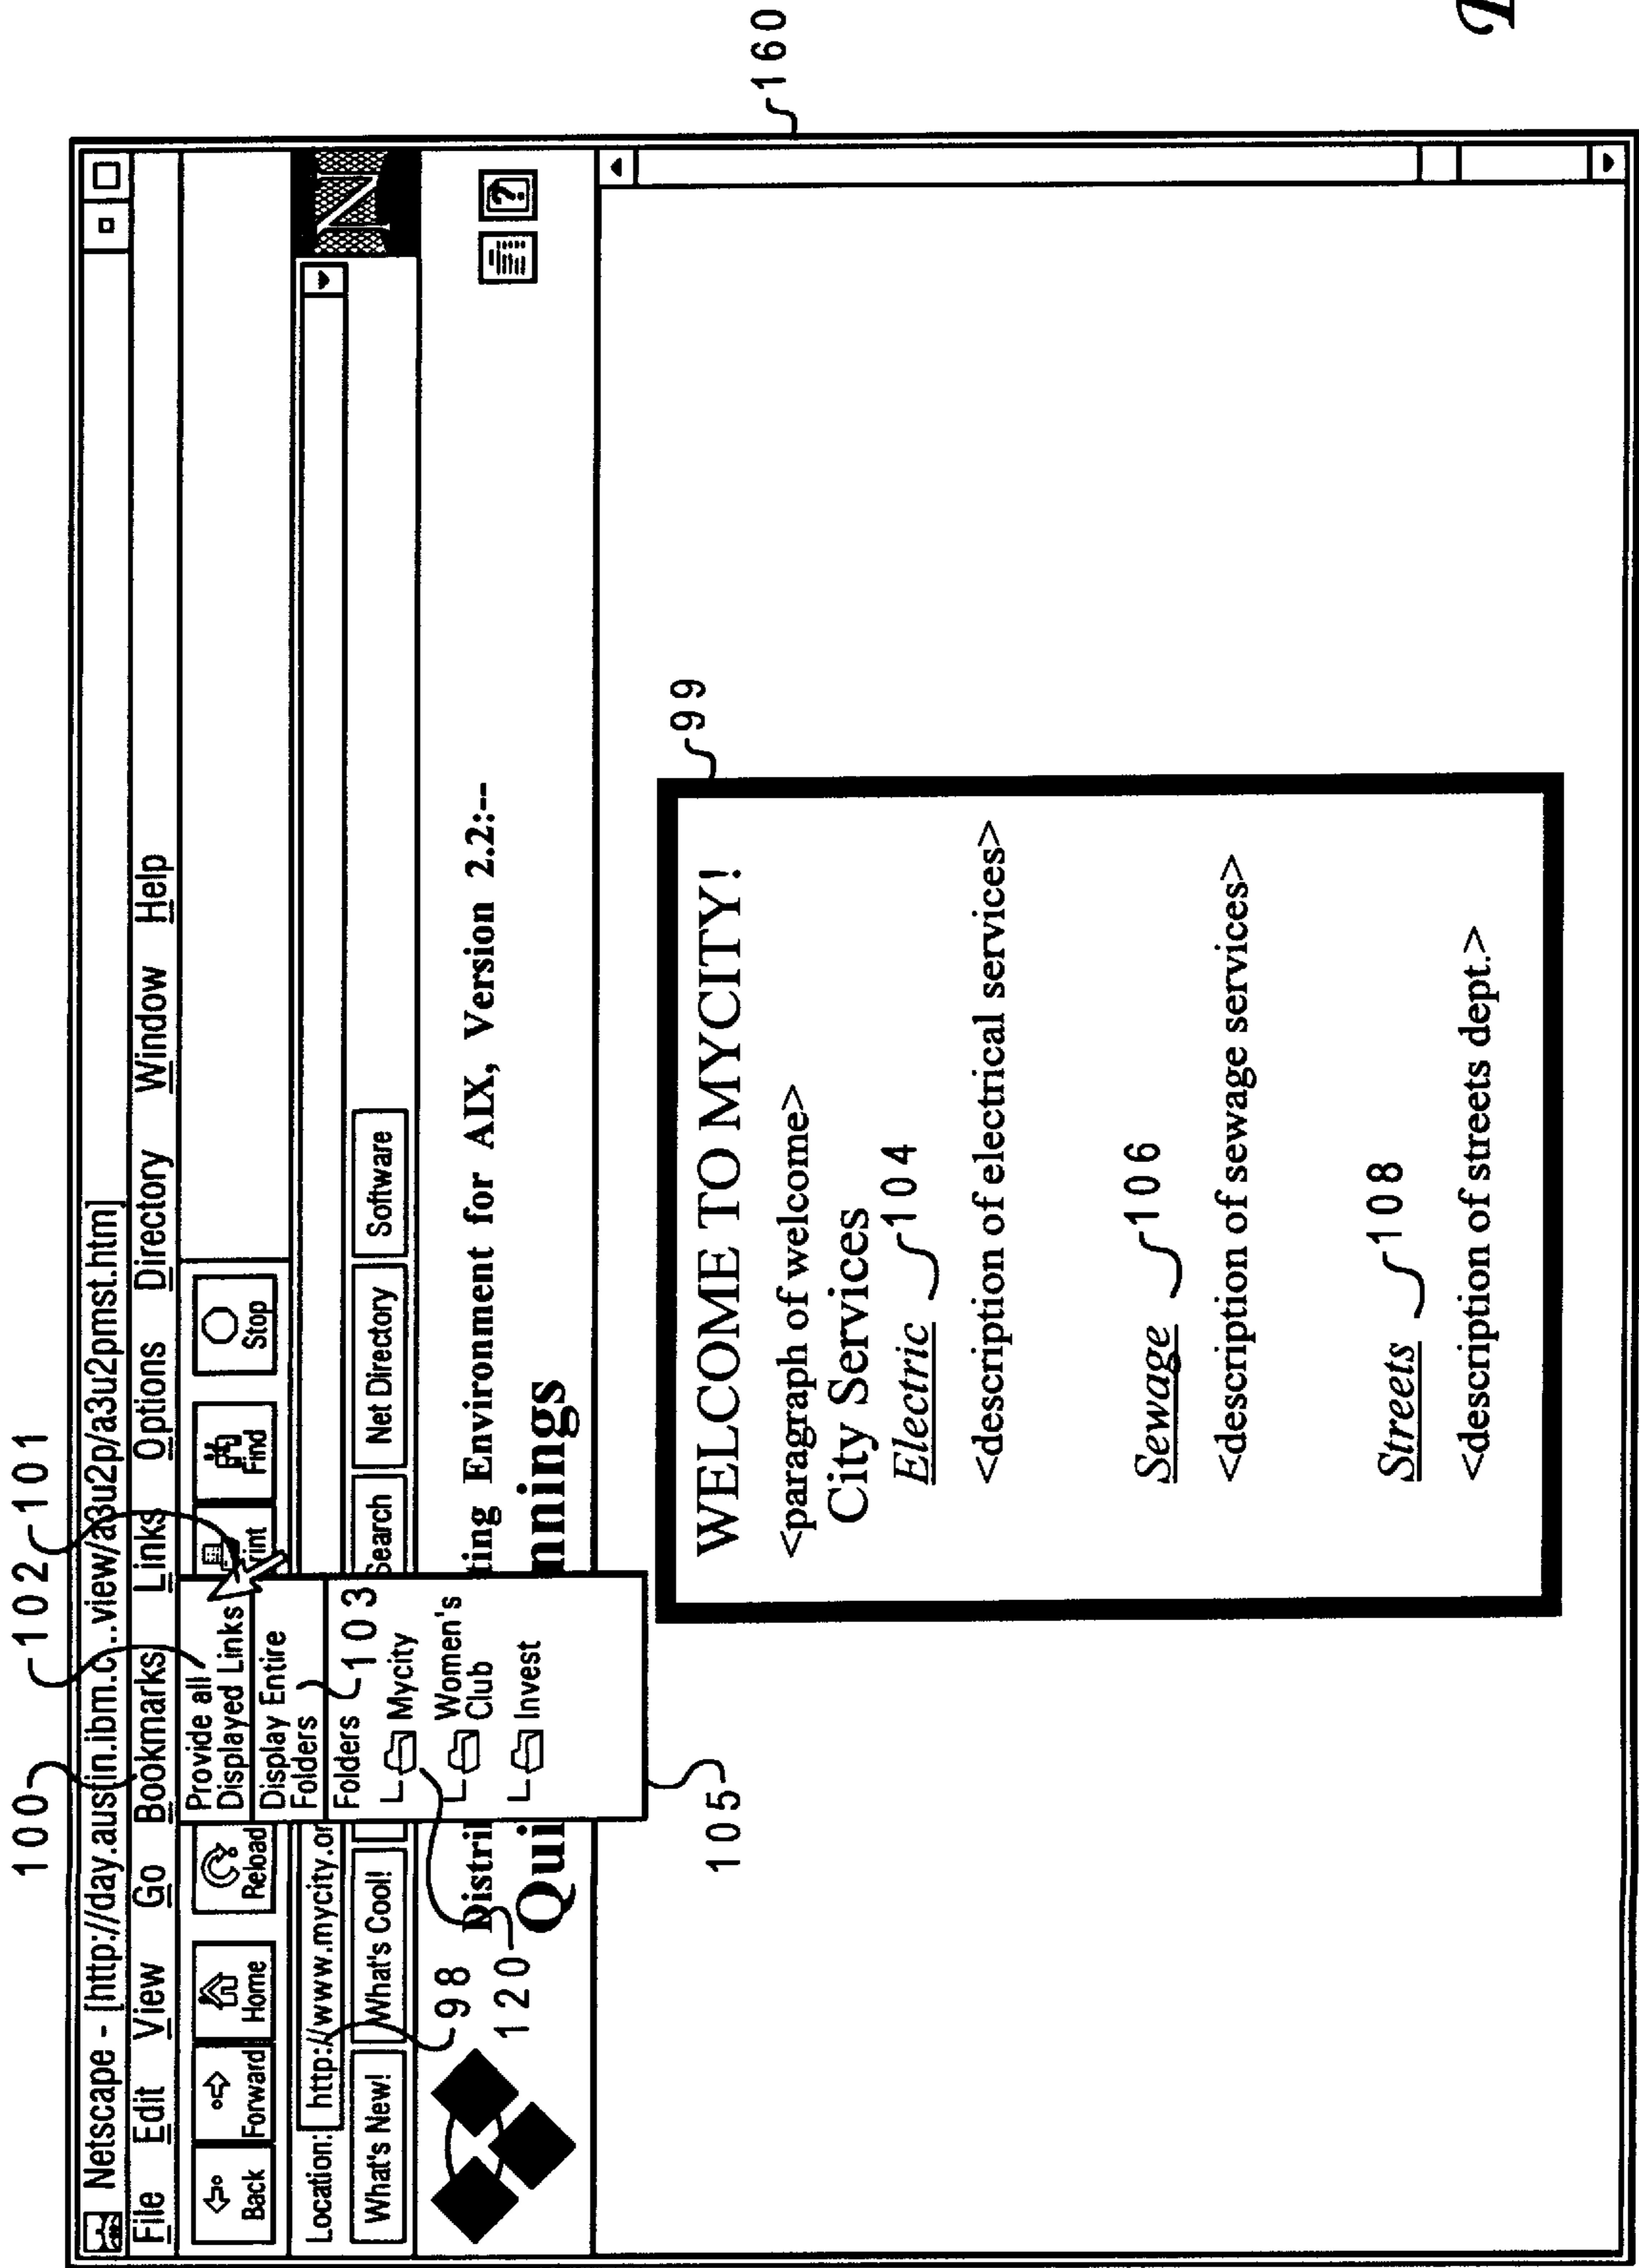 100 102 101
Netscape - [http://day.austin.ibm.c...view/a3u2p/a3u2pmst.htm]
File Edit View Go Bookmarks Links Options Directory Window Help
Back Forward Home Reload Print Find Stop
Provide all
Displayed Links
Display Entire
Folders
Folders 103
Mycity
Women's
Club
Invest
105
Location: http://www.mycity.or
What's New! What's Cool! Search Net Directory Software
98
120
Distri ting Environment for AIX, Version 2.2:--
Qui nnings
N
?
160
99
WELCOME TO MYCITY!
<paragraph of welcome>
City Services
Electric 104
<description of electrical services>
Sewage 106
<description of sewage services>
Streets 108
<description of streets dept.>